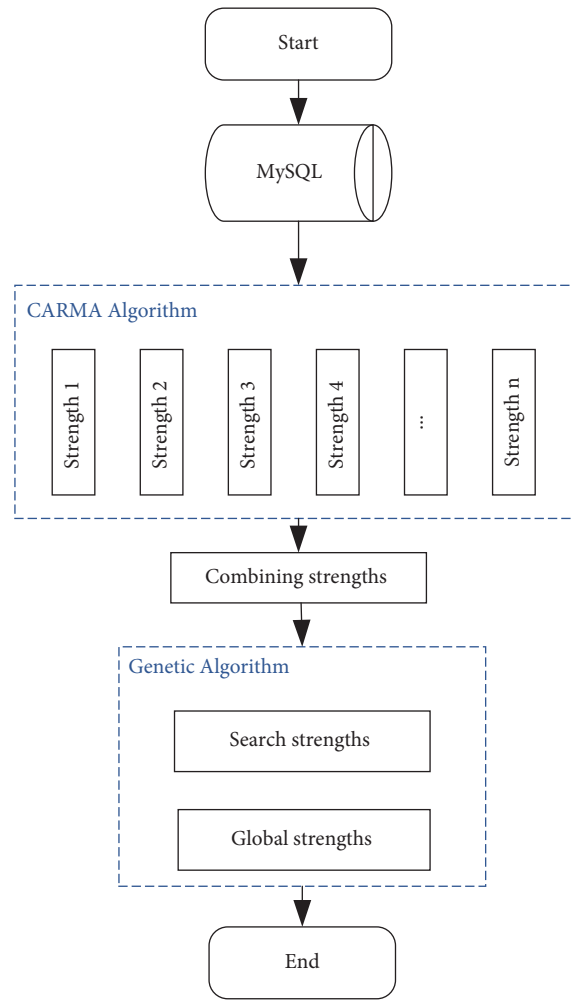 Start
MySQL
CARMA Algorithm
Strength 1
Strength 2
Strength 3
Strength 4
...
Strength n
Combining strengths
Genetic Algorithm
Search strengths
Global strengths
End